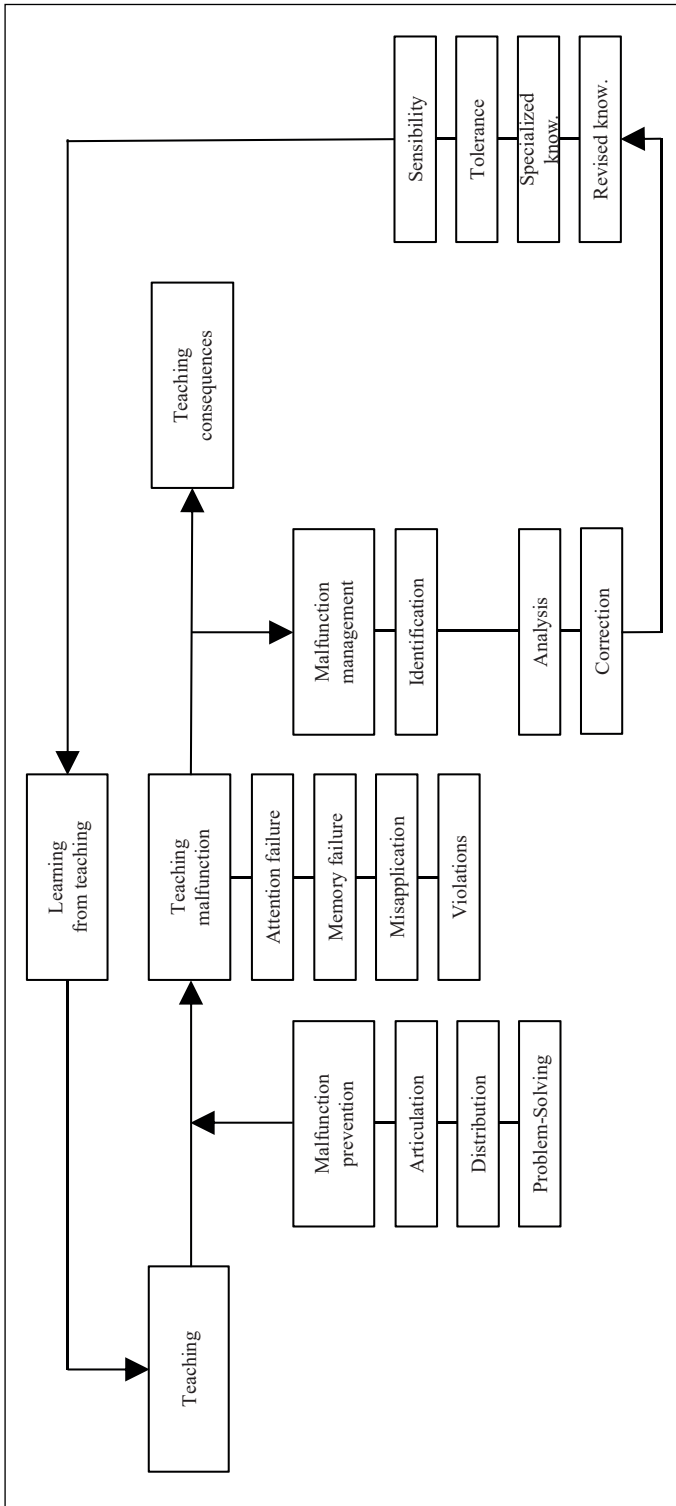 Learning
from teaching
Teaching
Teaching
malfunction
Teaching
consequences
Attention failure
Memory failure
Misapplication
Violations
Malfunction
prevention
Articulation
Distribution
Problem-Solving
Malfunction
management
Identification
Analysis
Correction
Sensibility
Tolerance
Specialized
know.
Revised know.